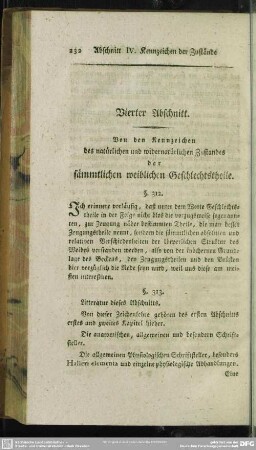 232 Abschnitt IV. Kennzeichen der Zustände
Vierter Abschnitt.
Von den Kennzeichen
des natürlichen und widernatürlichen Zustandes
der
sämmtlichen weiblichen Geschlechtstheile.
§. 312.
Ich erinnere vorläufig, daß unter dem Worte Geschlechts-
theile in der Folge nicht blos die vorzugsweise sogenann-
ten, zur Zeugung näher bestimmten Theile, die man besser
Zeugungstheile nennt, sondern die sämmtlichen absoluten und
relativen Verschiedenheiten der körperlichen Struktur des
Weibes verstanden werden, also von der knöchernen Grund-
lage des Beckens, den Zeugungstheilen und den Brüsten
hier vorzüglich die Rede seyn wird, weil uns diese am mei-
sten interessiren.
§. 313.
Litteratur dieses Abschnitts.
Von dieser Zeichenlehre gehören des ersten Abschnitts
erstes und zweites Kapitel hieher.
Die anatomischen, allgemeinen und besondern Schrift-
steller.
Die allgemeinen Physiologischen Schriftsteller, besonders
Halleri elementa und einzelne physiologische Abhandlungen.
Eine